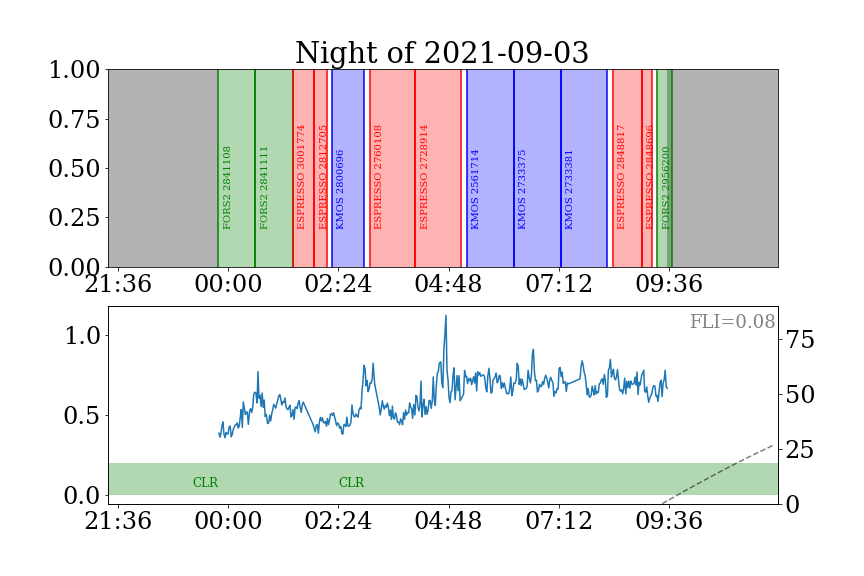 Night of 2021-09-03
1.00
0.75
0.50
0.25
0.00
FORS2 2841108
FORS2 2841111
ESPRESSO 3001774
ESPRESSO 2812705
KMOS 2800696
ESPRESSO 2760108
ESPRESSO 2728914
KMOS 2561714
KMOS 2733375
KMOS 2733381
ESPRESSO 2848817
ESPRESSO 2848696
FORS2 2956200
21:36 00:00 02:24 04:48 07:12 09:36
FLI=0.08
1.0
0.5
0.0
75
50
25
0
CLR CLR
21:36 00:00 02:24 04:48 07:12 09:36